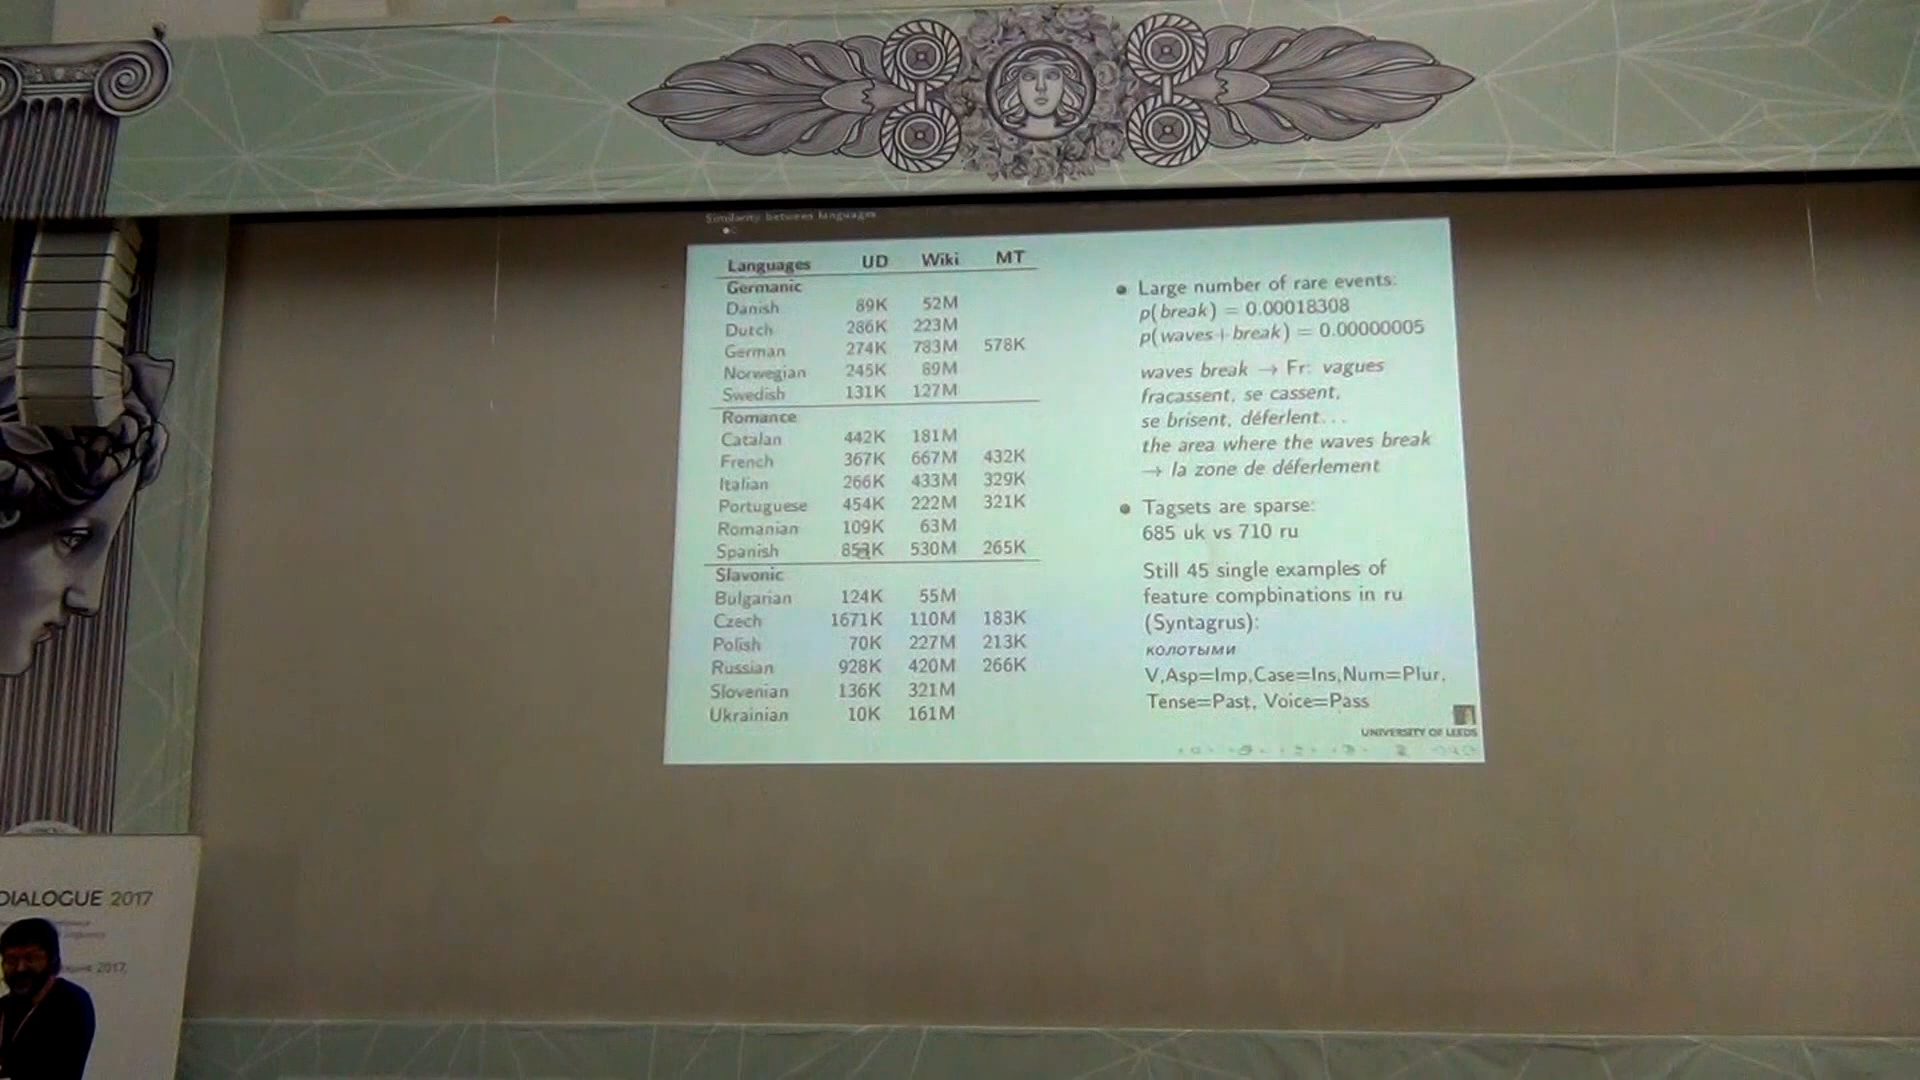 Similarity between languages
Languages UD Wiki MT
Germanic
Danish 89K 52M
Dutch 286K 223M
German 274K 783M 578K
Norwegian 245K 89M
Swedish 131K 127M
Romance
Catalan 442K 181M
French 367K 667M 432K
Italian 266K 433M 329K
Portuguese 454K 222M 321K
Romanian 109K 63M
Spanish 530M 265K
Slavonic
Bulgarian 124K 55M
Czech 1671K 110M 183K
Polish 70K 227M 213K
Russian 928K 420M 266K
Slovenian 136K 321M
Ukrainian 10K 161M
Large number of rare events:
p(break) = 0.00018308
p(waves+break) = 0.00000005
waves break → Fr: vagues
fracassent, se cassent,
se brisent, déferlent...
the area where the waves break
→ la zone de déferlement
Tagsets are sparse:
685 uk vs 710 ru
Still 45 single examples of
feature compbinations in ru
(Syntagrus):
колотыми
V,Asp=Imp,Case=Ins,Num=Plur,
Tense=Past, Voice=Pass
UNIVERSITY OF LEEDS
DIALOGUE 2017
2017,